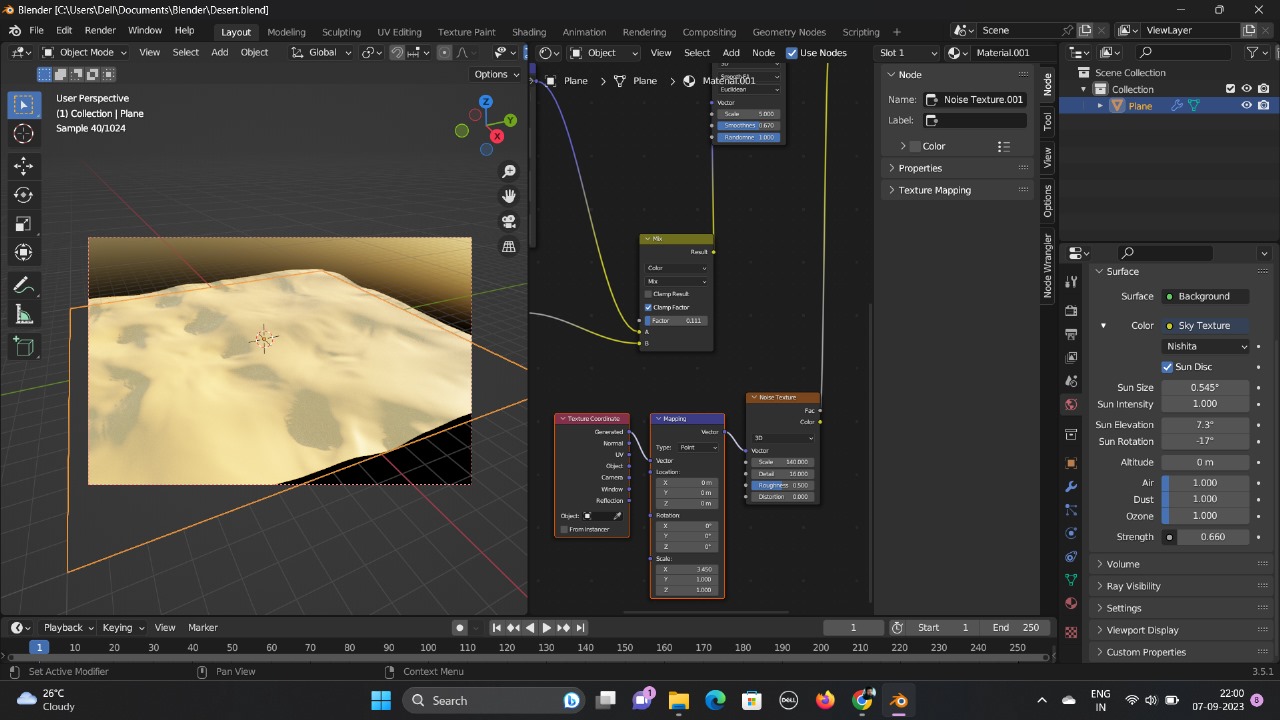 Blender [C:\Users\Dell\Documents\Blender\Desert.blend]
File Edit Render Window Help Layout Modeling Sculpting UV Editing Texture Paint Shading Animation Rendering Compositing Geometry Nodes Scripting + Scene ViewLayer
Object Mode View Select Add Object Global
Object View Select Add Node Use Nodes Slot 1 Material.001
Options
User Perspective
(1) Collection | Plane
Sample 40/1024
Z
Y
X
Plane > Plane > Material.001
Euclidean
Vector
Scale 5.000
Smoothness 0.670
Randomne 1.000
Mix
Result
Color
Mix
Clamp Result
Clamp Factor
Factor 0.111
A
B
Texture Coordinate
Generated
Normal
UV
Object
Camera
Window
Reflection
Object:
From Instancer
Mapping
Vector
Type: Point
Vector
Location:
X 0 m
Y 0 m
Z 0 m
Rotation:
X 0°
Y 0°
Z 0°
Scale:
X 3.450
Y 1.000
Z 1.000
Noise Texture
Fac
Color
3D
Vector
Scale 140.000
Detail 16.000
Roughness 0.500
Distortion 0.000
Node
Name: Noise Texture.001
Label:
Color
Properties
Texture Mapping
Node
Tool
View
Options
Node Wrangler
Scene Collection
Collection
Plane
Surface
Surface Background
Color Sky Texture
Nishita
Sun Disc
Sun Size 0.545°
Sun Intensity 1.000
Sun Elevation 7.3°
Sun Rotation -17°
Altitude 0 m
Air 1.000
Dust 1.000
Ozone 1.000
Strength 0.660
Volume
Ray Visibility
Settings
Viewport Display
Custom Properties
Playback Keying View Marker 1 Start 1 End 250
1 10 20 30 40 50 60 70 80 90 100 110 120 130 140 150 160 170 180 190 200 210 220 230 240 250
Set Active Modifier Pan View Context Menu 3.5.1
26°C
Cloudy
Search
1
DELL
ENG
IN
22:00
07-09-2023
8